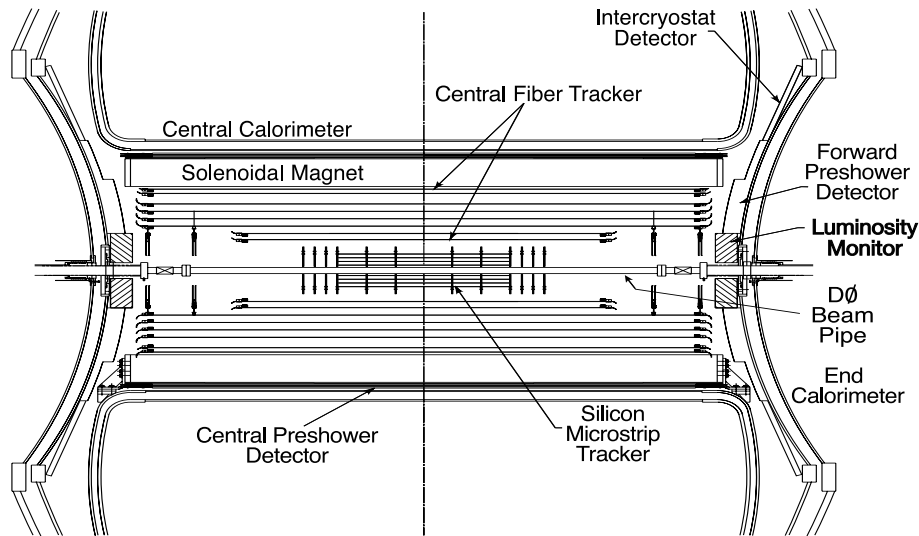 Intercryostat
Detector
Central Fiber Tracker
Central Calorimeter
Solenoidal Magnet
Forward
Preshower
Detector
Luminosity
Monitor
DØ
Beam
Pipe
End
Calorimeter
Silicon
Microstrip
Tracker
Central Preshower
Detector